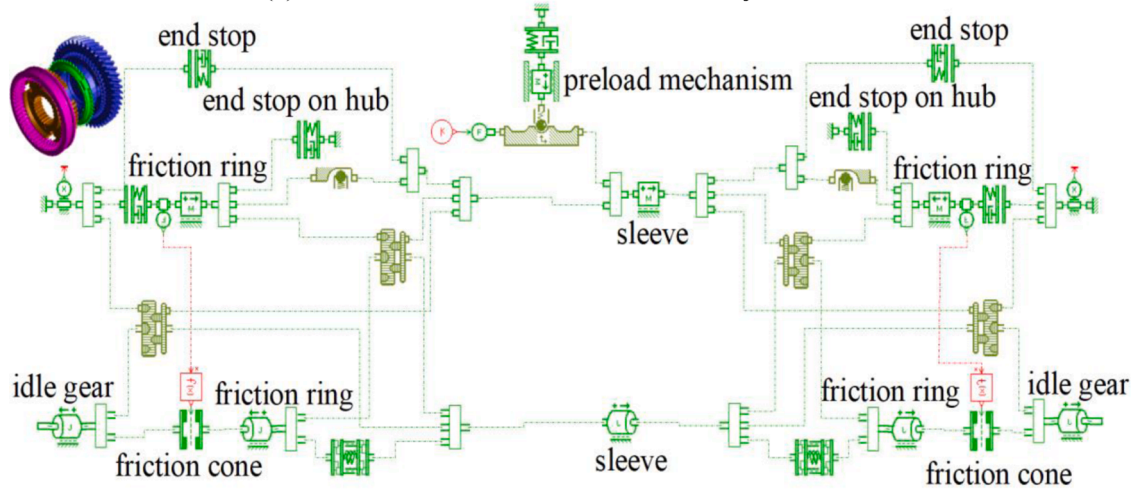 end stop
end stop
preload mechanism
end stop on hub
end stop on hub
friction ring
friction ring
sleeve
idle gear
friction ring
friction ring
idle gear
friction cone
sleeve
friction cone